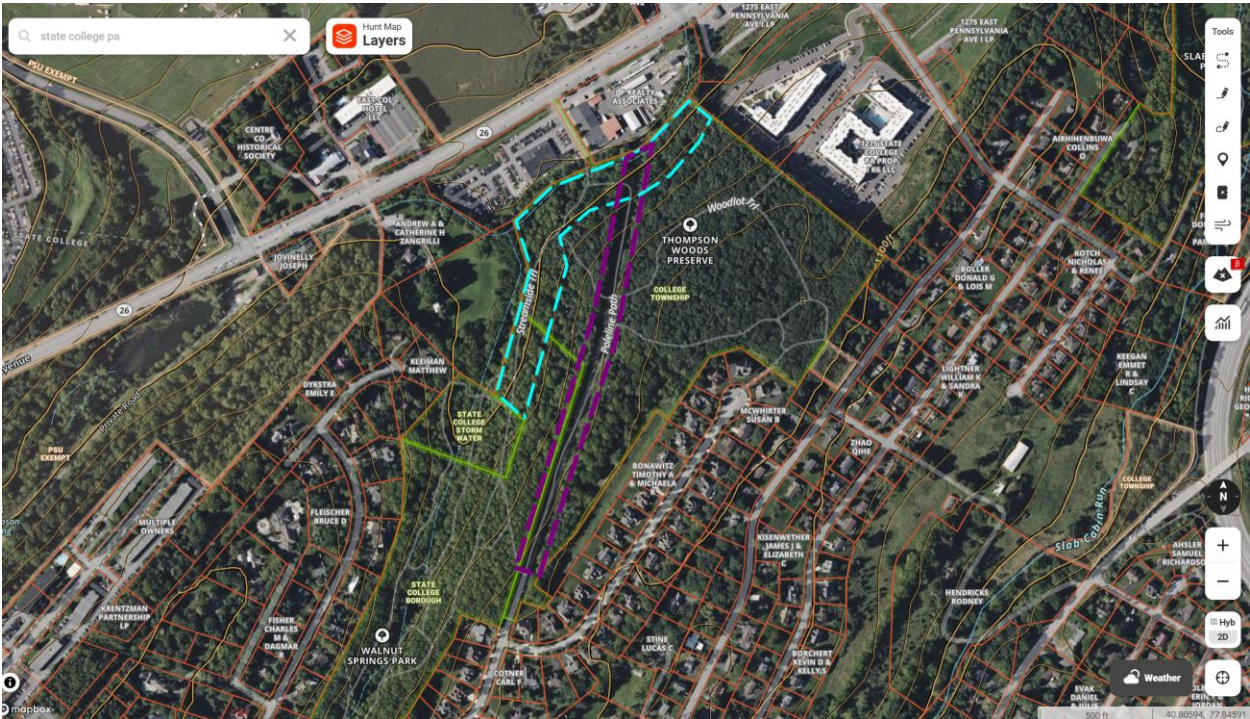 state college pa
Hunt Map
Layers
1275 EAST
PENNSYLVANIA
AVE I LP
1275 EAST
PENNSYLVANIA
AVE I LP
Tools
PSU EXEMPT
EAST COL
HOTEL
LLC
JJP REALTY
ASSOCIATES
CENTRE
CO
HISTORICAL
SOCIETY
26
1275 STATE
COLLEGE
PA PROP
AIRHIHENBUWA
COLLINS
O
Woodlot Trl
STATE COLLEGE
ANDREW A &
CATHERINE H
ZANGRILLI
THOMPSON
WOODS
PRESERVE
JOVINELLY
JOSEPH
1100ft
KOTCH
NICHOLAS
& RENEE
BOLLER
DONALD G
& LOIS M
COLLEGE
TOWNSHIP
Streamside Trl
Poleline Path
26
venue
KLEIMAN
MATTHEW
DYKSTRA
EMILY E
LIGHTNER
WILLIAM K
& SANDRA
K
KEEGAN
EMMET
R &
LINDSAY
C
Private Road
STATE
COLLEGE
STORM
WATER
MCWHIRTER
SUSAN B
ZHAO
QIHE
PSU
EXEMPT
BONAWITZ
TIMOTHY A
& MICHAELA
COLLEGE
TOWNSHIP
N
MULTIPLE
OWNERS
FLEISCHER
BRUCE D
Slab Cabin Run
KISENWETHER
JAMES J &
ELIZABETH
C
AHSLER
SAMUEL
RICHARDSO
STATE
COLLEGE
BOROUGH
HENDRICKS
RODNEY
KRENTZMAN
PARTNERSHIP
LP
FISHER
CHARLES
M &
DAGMAR
R
Hyb
2D
WALNUT
SPRINGS PARK
STINE
LUCAS C
BORCHERT
KEVIN D &
KELLY S
COTNER
CARL F
Weather
EVAK
DANIEL
& JULIE
mapbox
500 ft
40.80594, -77.84591